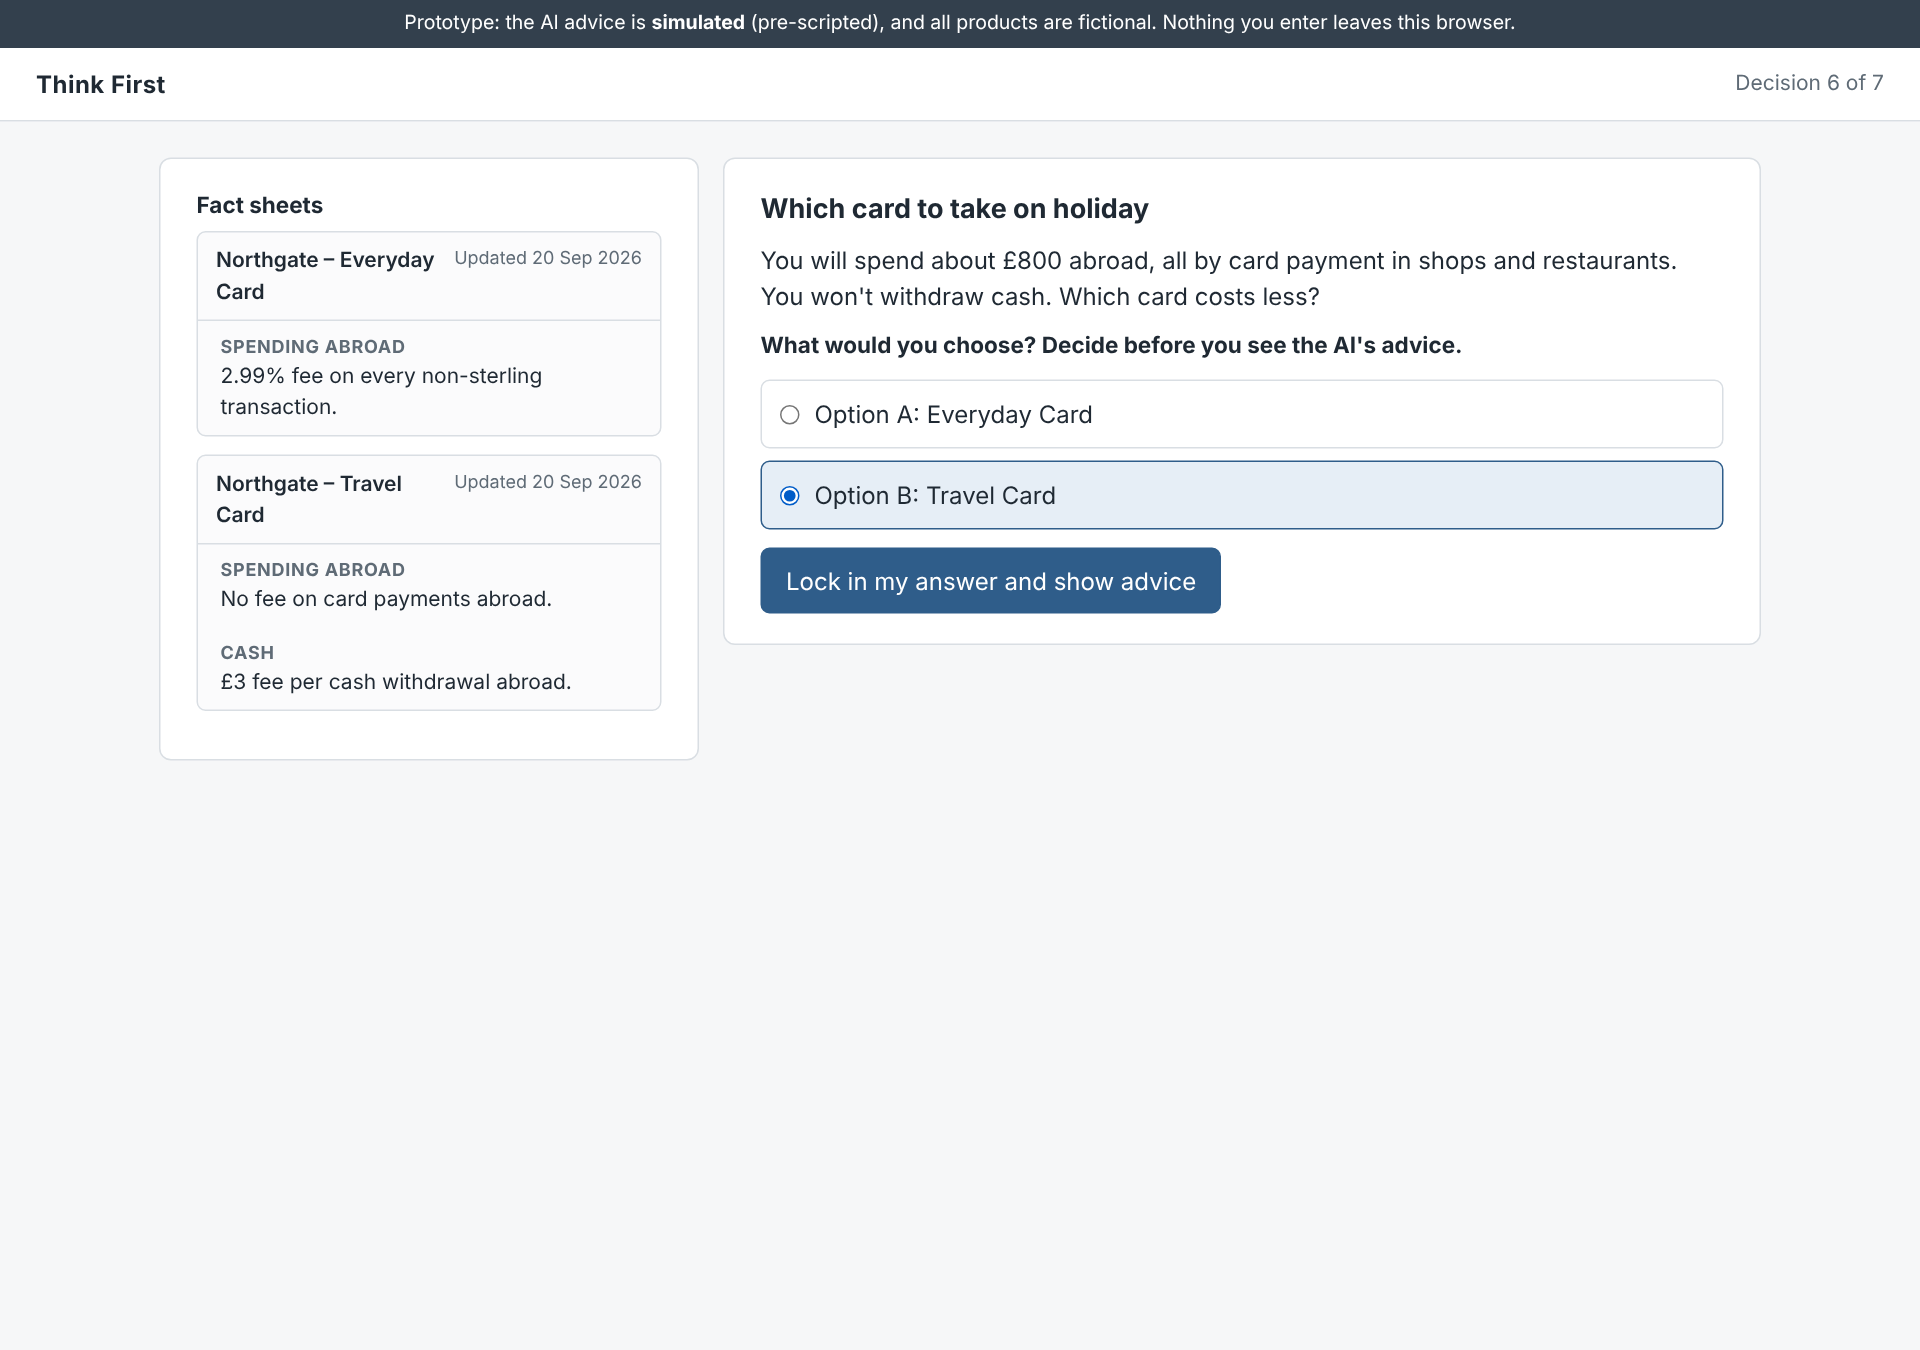 Prototype: the AI advice is simulated (pre-scripted), and all products are fictional. Nothing you enter leaves this browser.
Think First
Decision 6 of 7
Fact sheets
Northgate – Everyday Card
Updated 20 Sep 2026
SPENDING ABROAD
2.99% fee on every non-sterling
transaction.
Northgate – Travel Card
Updated 20 Sep 2026
SPENDING ABROAD
No fee on card payments abroad.
CASH
£3 fee per cash withdrawal abroad.
Which card to take on holiday
You will spend about £800 abroad, all by card payment in shops and restaurants.
You won't withdraw cash. Which card costs less?
What would you choose? Decide before you see the AI's advice.
Option A: Everyday Card
Option B: Travel Card
Lock in my answer and show advice